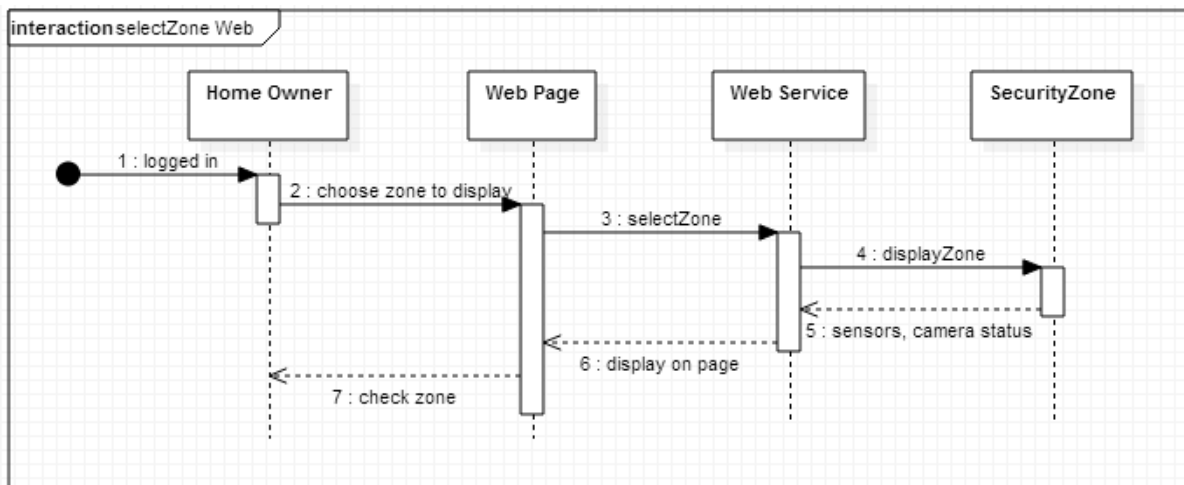 interaction selectZone Web
Home Owner
Web Page
Web Service
SecurityZone
1 : logged in
2 : choose zone to display
3 : selectZone
4 : displayZone
5 : sensors, camera status
6 : display on page
7 : check zone